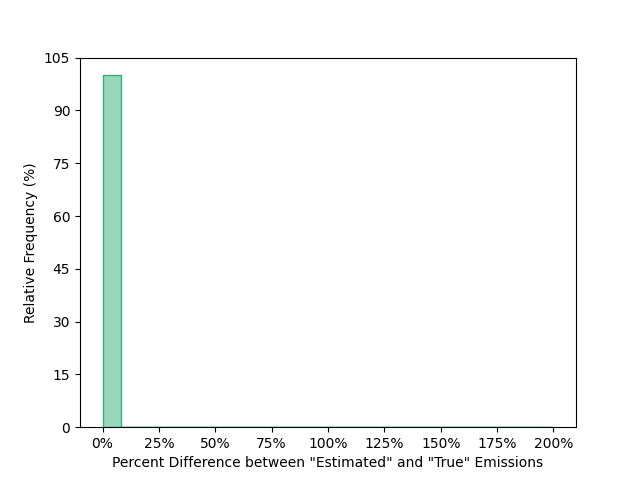 105
90
75
60
45
30
15
0
Relative Frequency (%)
0% 25% 50% 75% 100% 125% 150% 175% 200%
Percent Difference between "Estimated" and "True" Emissions